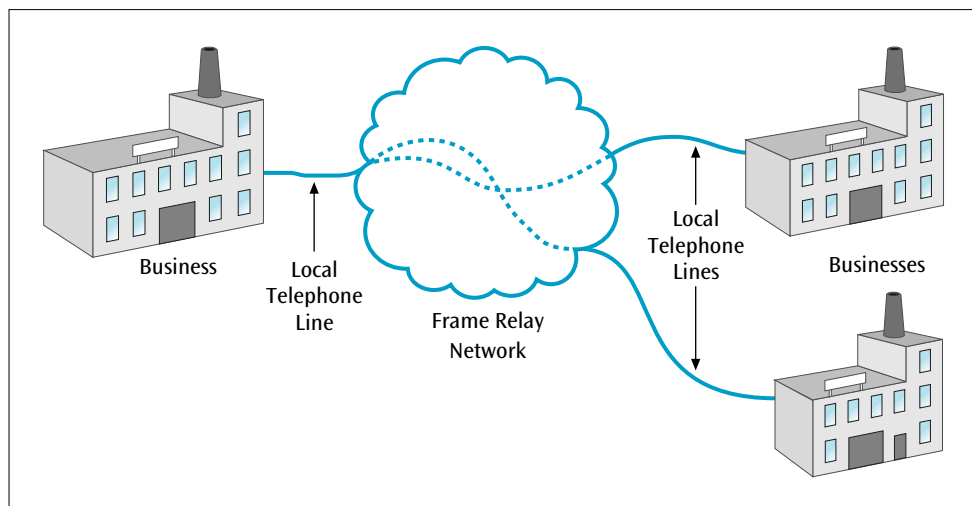 Business
Local
Telephone
Line
Frame Relay
Network
Local
Telephone
Lines
Businesses